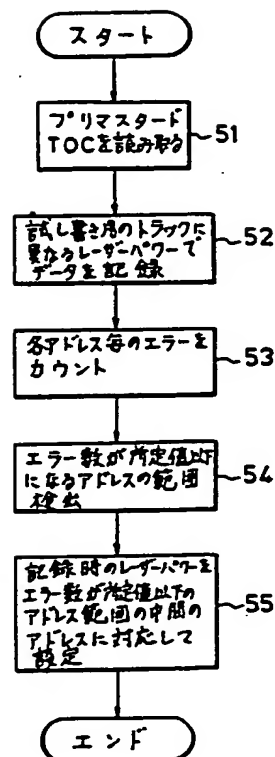 スタート
プリマスタード
TOCを読み取る
51
試し書き用のトラックに
異なるレーザーパワーで
データを記録
52
各アドレス毎のエラーを
カウント
53
エラー数が所定値以下
になるアドレスの範囲
検出
54
記録時のレーザーパワーを
エラー数が所定値以下の
アドレス範囲の中間の
アドレスに対応して
設定
55
エンド